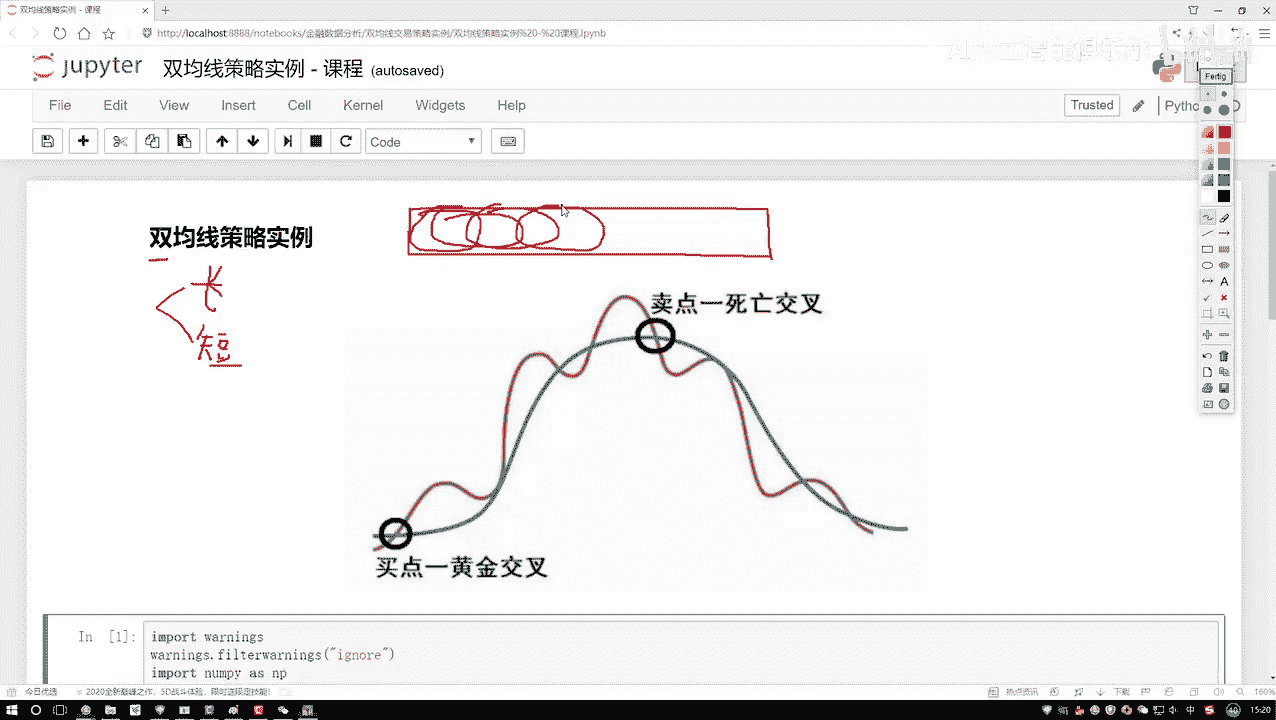 双均线策略实例 - 课程
http://localhost:8888/notebooks/金融数据分析/双均线交易策略实例/双均线策略实例%20-%20课程.ipynb
jupyter 双均线策略实例 - 课程 (autosaved)
Fertig
File Edit View Insert Cell Kernel Widgets Help
Trusted
Pytho
Code
双均线策略实例
长
短
卖点一死亡交叉
买点一黄金交叉
In [1]:
import warnings
warnings.filterwarnings("ignore")
import numpy as np
今日优选
2020全新巅峰之作，5D战斗体验，限时送限定技能!
热点资讯
下载
160%
中
15:20